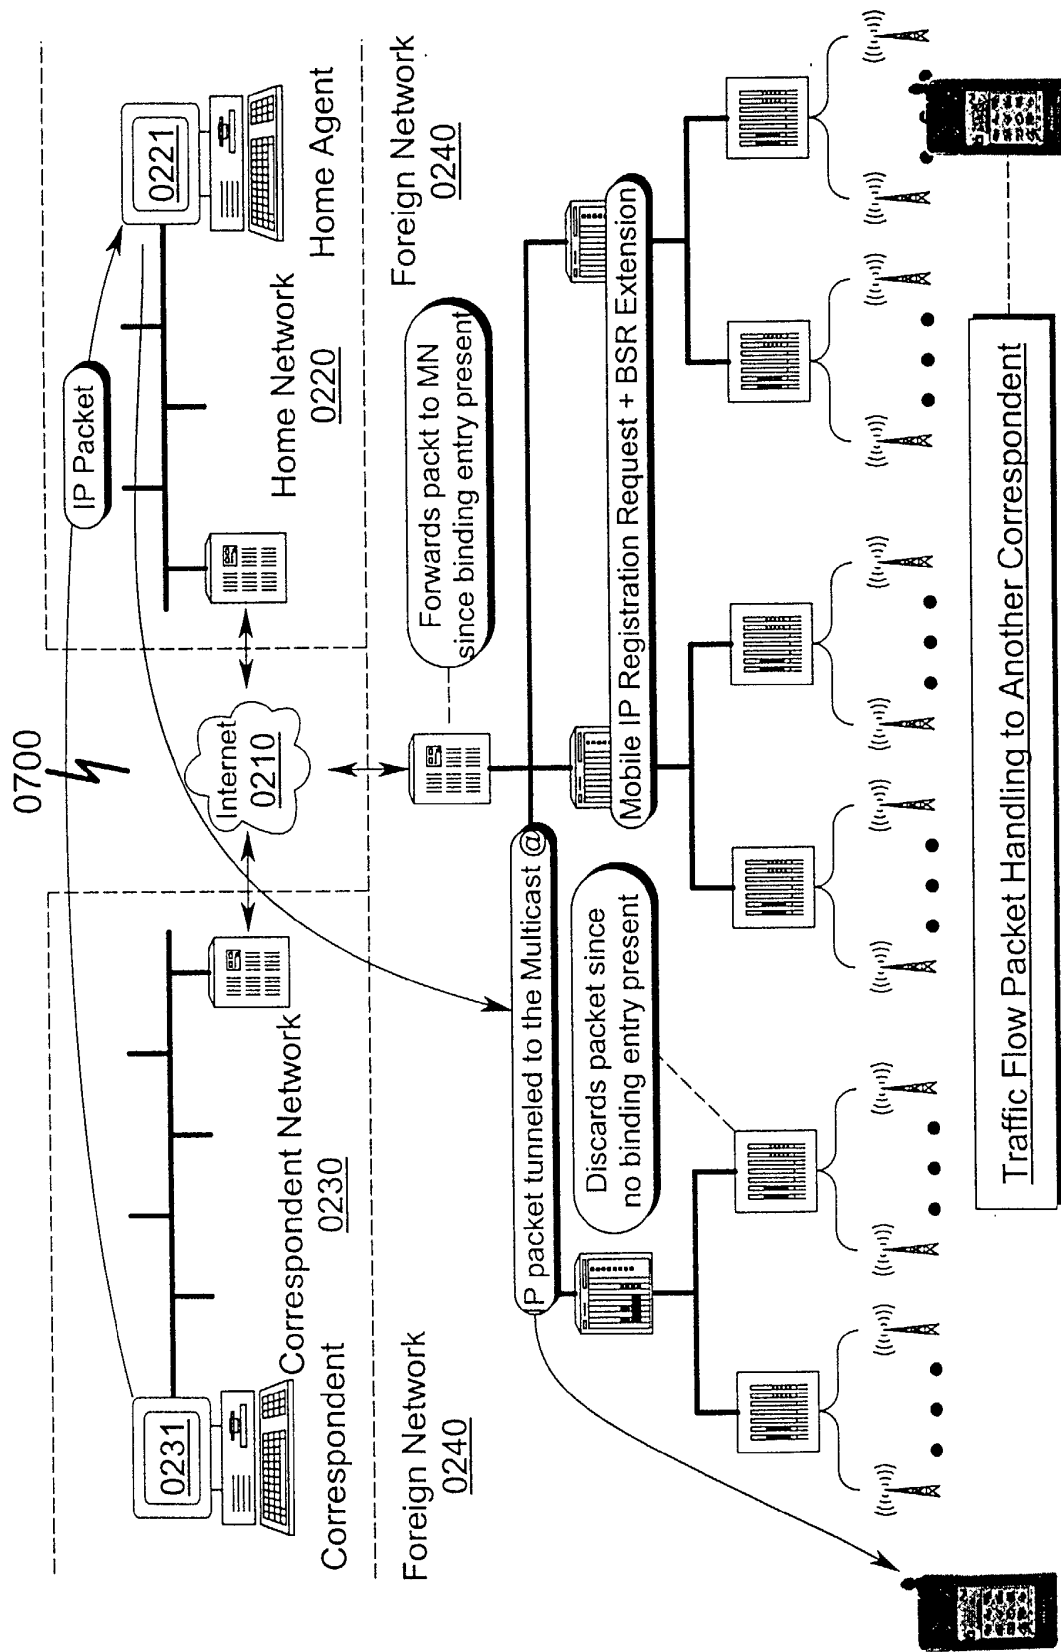 0700
IP Packet
0231
0221
Internet
0210
Correspondent
Correspondent Network
0230
Home Network
0220
Home Agent
Foreign Network
0240
Foreign Network
0240
Forwards packt to MN
since binding entry present
IP packet tunneled to the Multicast @
Discards packet since
no binding entry present
Mobile IP Registration Request + BSR Extension
Traffic Flow Packet Handling to Another Correspondent